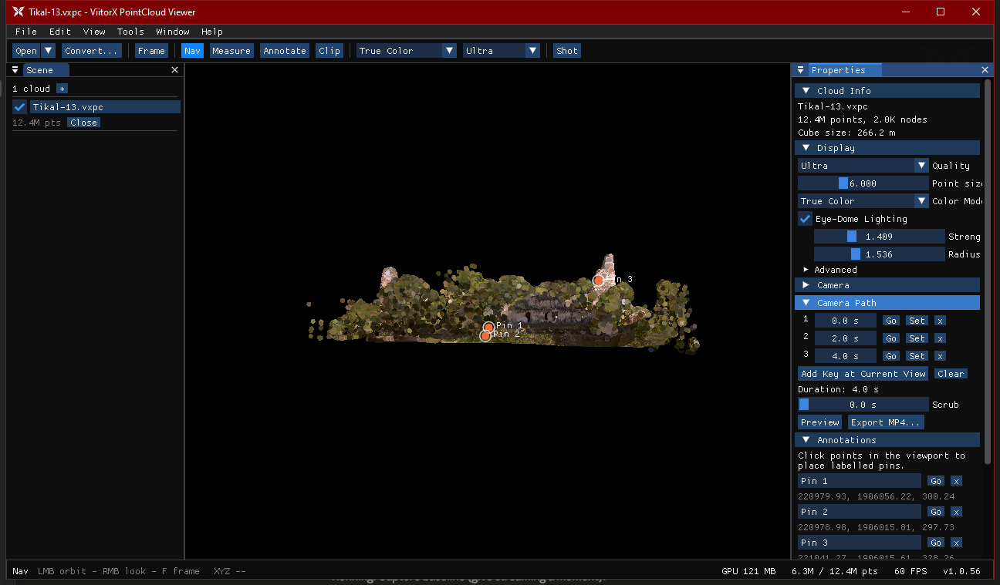 Tikal-13.vxpc - ViitorX PointCloud Viewer
File Edit View Tools Window Help
Open Convert... Frame Nav Measure Annotate Clip True Color Ultra Shot
Scene
1 cloud +
Tikal-13.vxpc
12.4M pts Close
Pin 3
Pin 1
Pin 2
Properties
Cloud Info
Tikal-13.vxpc
12.4M points, 2.0K nodes
Cube size: 266.2 m
Display
Ultra Quality
6.000 Point siz
True Color Color Mod
Eye-Dome Lighting
1.409 Streng
1.536 Radius
Advanced
Camera
Camera Path
1 0.0 s Go Set x
2 2.0 s Go Set x
3 4.0 s Go Set x
Add Key at Current View Clear
Duration: 4.0 s
0.0 s Scrub
Preview Export MP4...
Annotations
Click points in the viewport to
place labelled pins.
Pin 1 Go x
220979.93, 1906056.22, 300.24
Pin 2 Go x
220978.98, 1906015.81, 297.73
Pin 3 Go x
221041.27, 1906015.61, 328.26
Nav LMB orbit - RMB look - F frame XYZ -- GPU 121 MB 6.3M / 12.4M pts 60 FPS v1.0.56